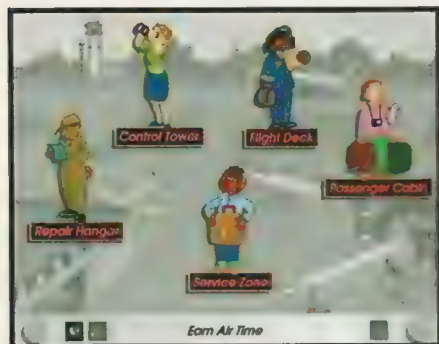 Control Tower
Flight Deck
Passenger Cabin
Repair Hangar
Service Zone
Earn Air Time